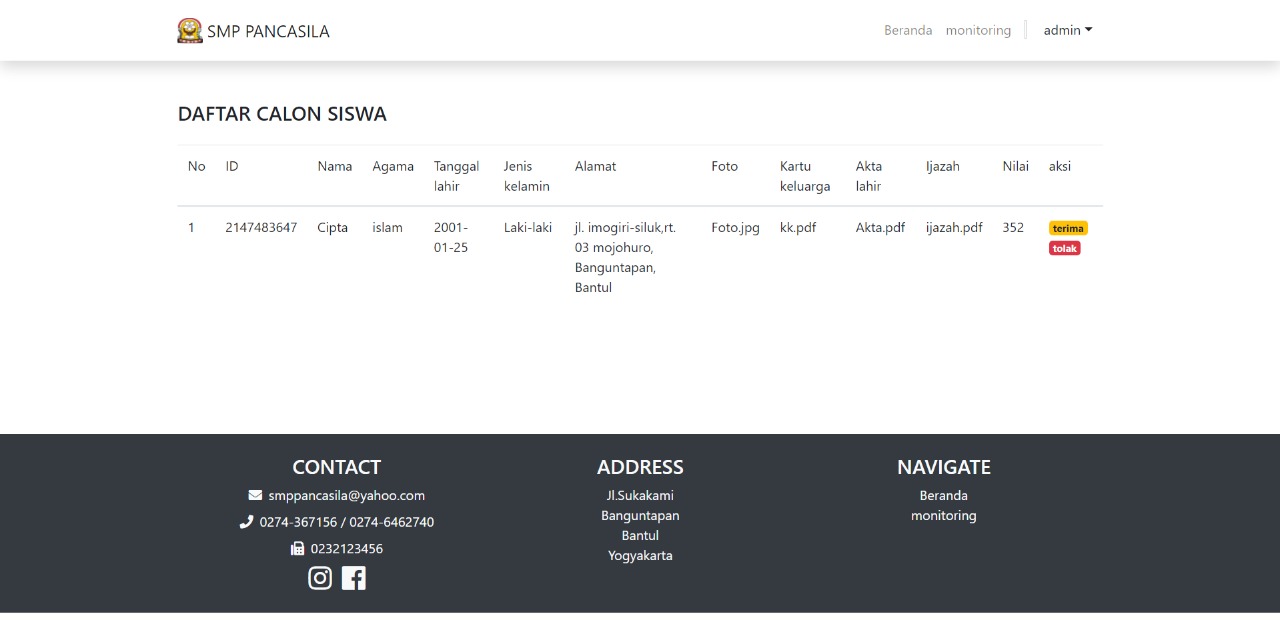 SMP PANCASILA
Beranda monitoring admin
DAFTAR CALON SISWA
No ID Nama Agama Tanggal lahir Jenis kelamin Alamat Foto Kartu keluarga Akta lahir Ijazah Nilai aksi
1 2147483647 Cipta islam 2001-01-25 Laki-laki jl. imogiri-siluk,rt. 03 mojohuro, Banguntapan, Bantul Foto.jpg kk.pdf Akta.pdf ijazah.pdf 352 terima tolak
CONTACT
smppancasila@yahoo.com
0274-367156 / 0274-6462740
0232123456
ADDRESS
Jl.Sukakami
Banguntapan
Bantul
Yogyakarta
NAVIGATE
Beranda
monitoring